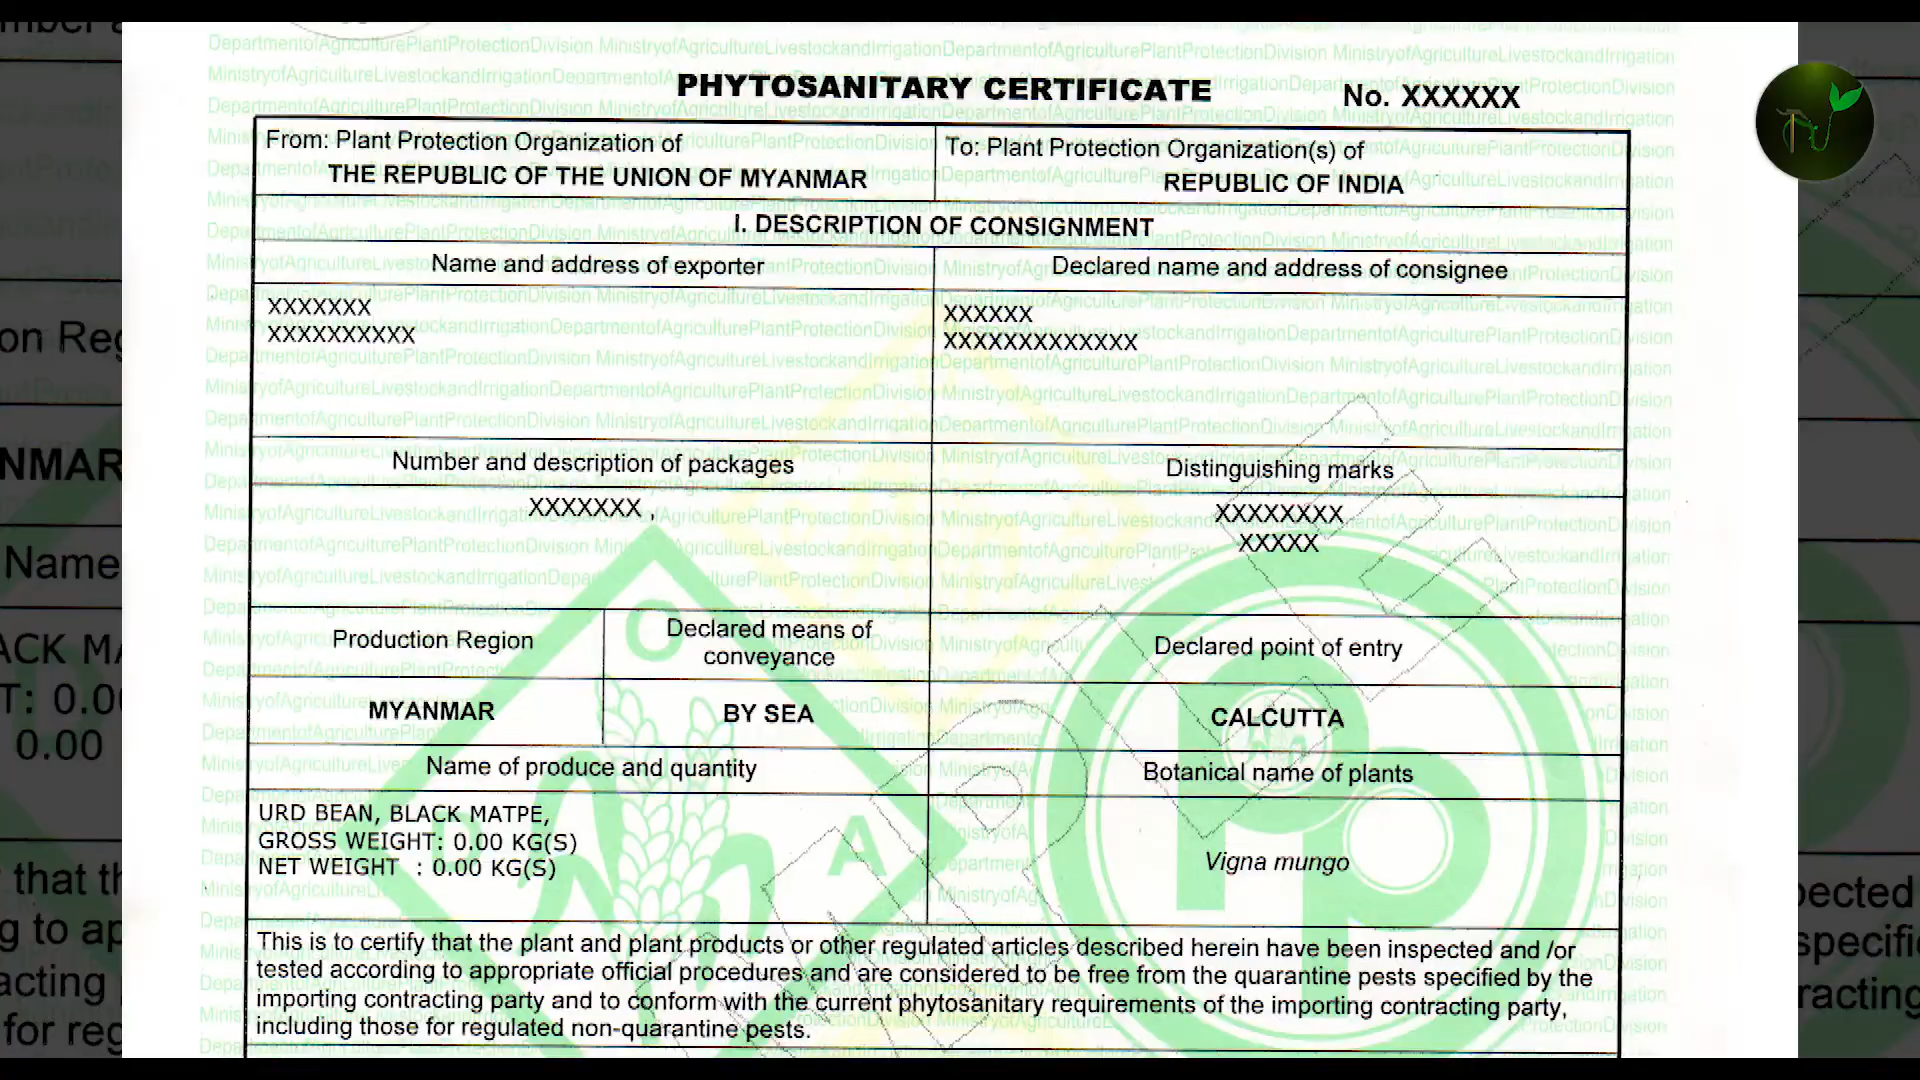 PHYTOSANITARY CERTIFICATE
No. XXXXXX
From: Plant Protection Organization of
THE REPUBLIC OF THE UNION OF MYANMAR
To: Plant Protection Organization(s) of
REPUBLIC OF INDIA
I. DESCRIPTION OF CONSIGNMENT
Name and address of exporter
Declared name and address of consignee
XXXXXXX
XXXXXXXXXX
XXXXXX
XXXXXXXXXXXXX
Number and description of packages
Distinguishing marks
XXXXXXX ,
XXXXXXXX
XXXXX
Production Region
Declared means of
conveyance
Declared point of entry
MYANMAR
BY SEA
CALCUTTA
Name of produce and quantity
Botanical name of plants
URD BEAN, BLACK MATPE,
GROSS WEIGHT: 0.00 KG(S)
NET WEIGHT : 0.00 KG(S)
Vigna mungo
This is to certify that the plant and plant products or other regulated articles described herein have been inspected and /or
tested according to appropriate official procedures and are considered to be free from the quarantine pests specified by the
importing contracting party and to conform with the current phytosanitary requirements of the importing contracting party,
including those for regulated non-quarantine pests.